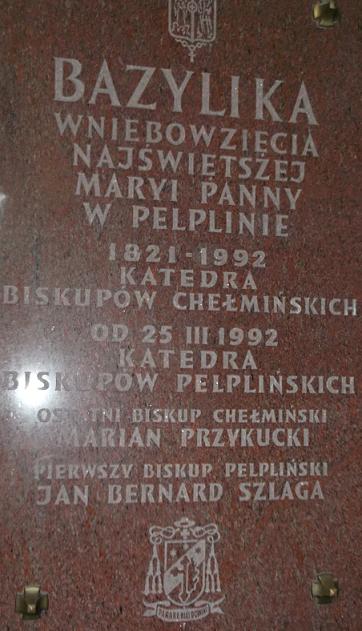 BAZYLIKA
WNIEBOWZIĘCIA
NAJŚWIĘTSZEJ
MARYI PANNY
W PELPLINIE
1821-1992
KATEDRA
BISKUPÓW CHEŁMIŃSKICH
OD 25 III 1992
KATEDRA
BISKUPÓW PELPLIŃSKICH
OSTATNI BISKUP CHEŁMIŃSKI
MARIAN PRZYKUCKI
PIERWSZY BISKUP PELPLIŃSKI
JAN BERNARD SZLAGA